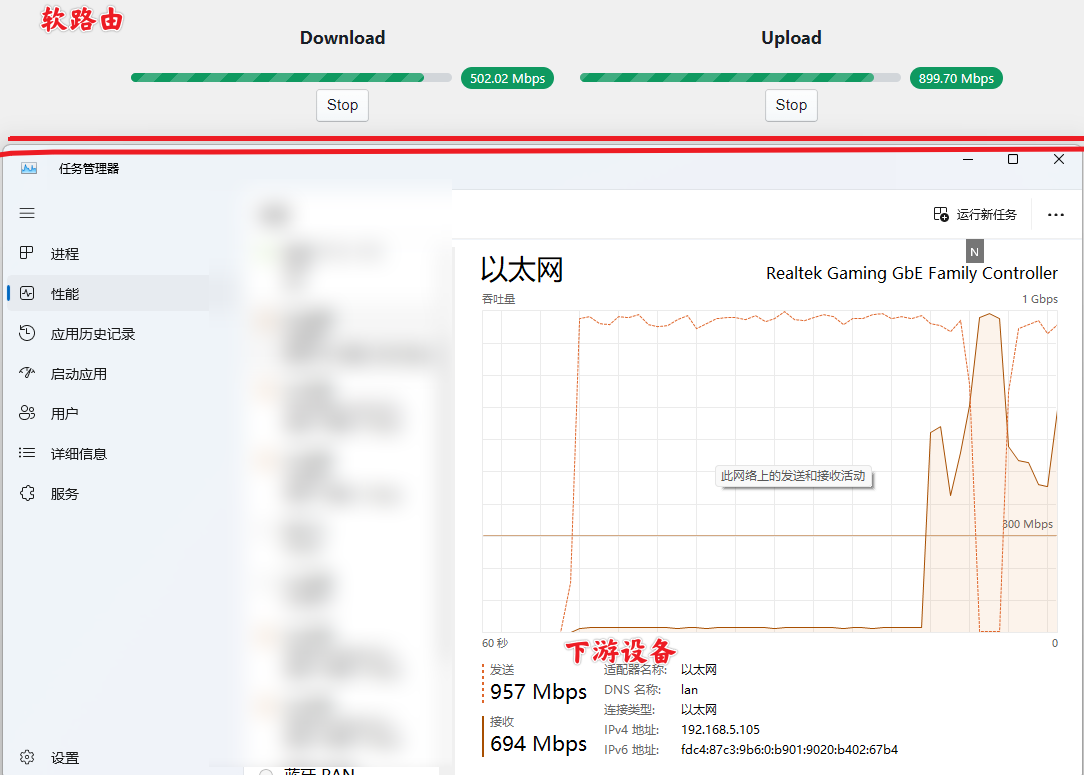 软路由
Download
Upload
502.02 Mbps
899.70 Mbps
Stop
Stop
任务管理器
运行新任务
进程
性能
应用历史记录
启动应用
用户
详细信息
服务
设置
N
以太网
Realtek Gaming GbE Family Controller
吞吐量
1 Gbps
此网络上的发送和接收活动
300 Mbps
60 秒
0
下游设备
发送
957 Mbps
接收
694 Mbps
适配器名称:
以太网
DNS 名称:
lan
连接类型:
以太网
IPv4 地址:
192.168.5.105
IPv6 地址:
fdc4:87c3:9b6:0:b901:9020:b402:67b4
蓝牙 PAN